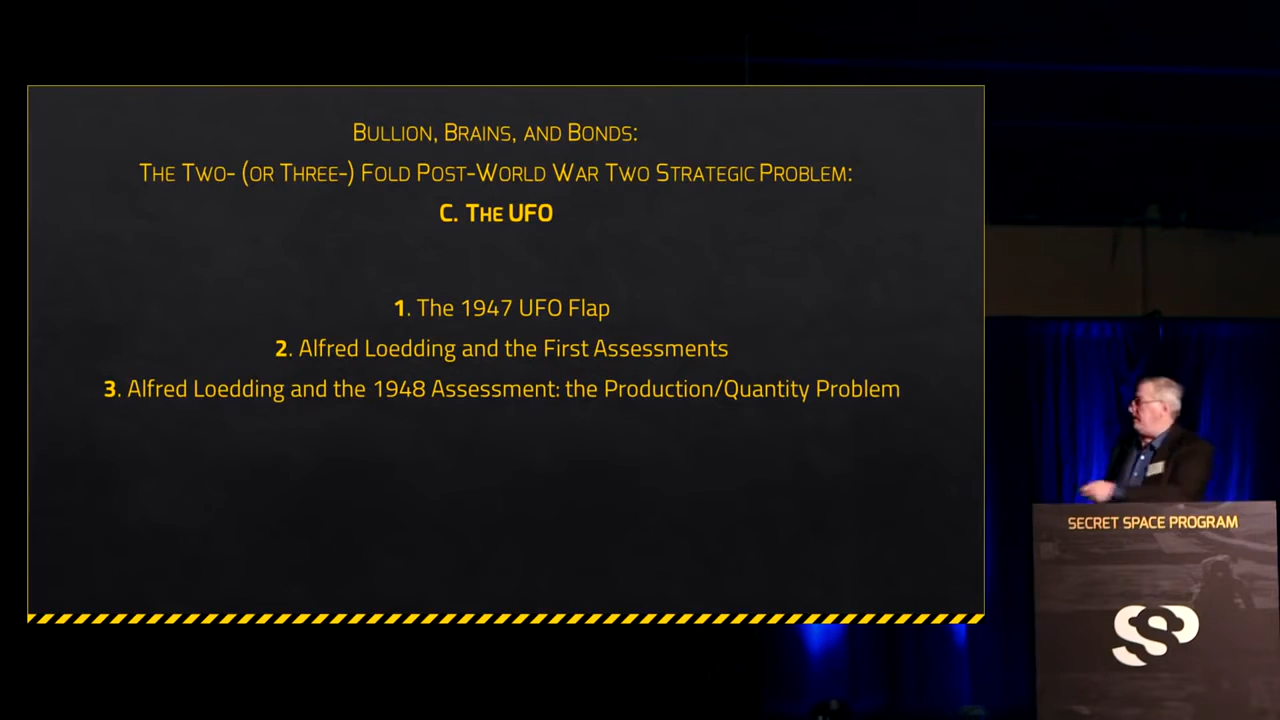 Bullion, Brains, and Bonds:
The Two- (or Three-) Fold Post-World War Two Strategic Problem:
C. The UFO
1. The 1947 UFO Flap
2. Alfred Loedding and the First Assessments
3. Alfred Loedding and the 1948 Assessment: the Production/Quantity Problem
SECRET SPACE PROGRAM
SSP